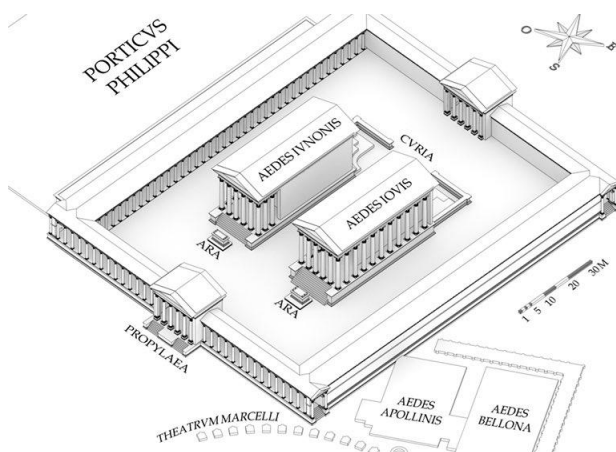 PORTICVS
PHILIPPI
O
B
S
AEDES IVNONIS
CVRIA
AEDES IOVIS
ARA
ARA
PROPYLAEA
1 5 10 20 30 M
AEDES
APOLLINIS
AEDES
BELLONA
THEATRVM MARCELLI